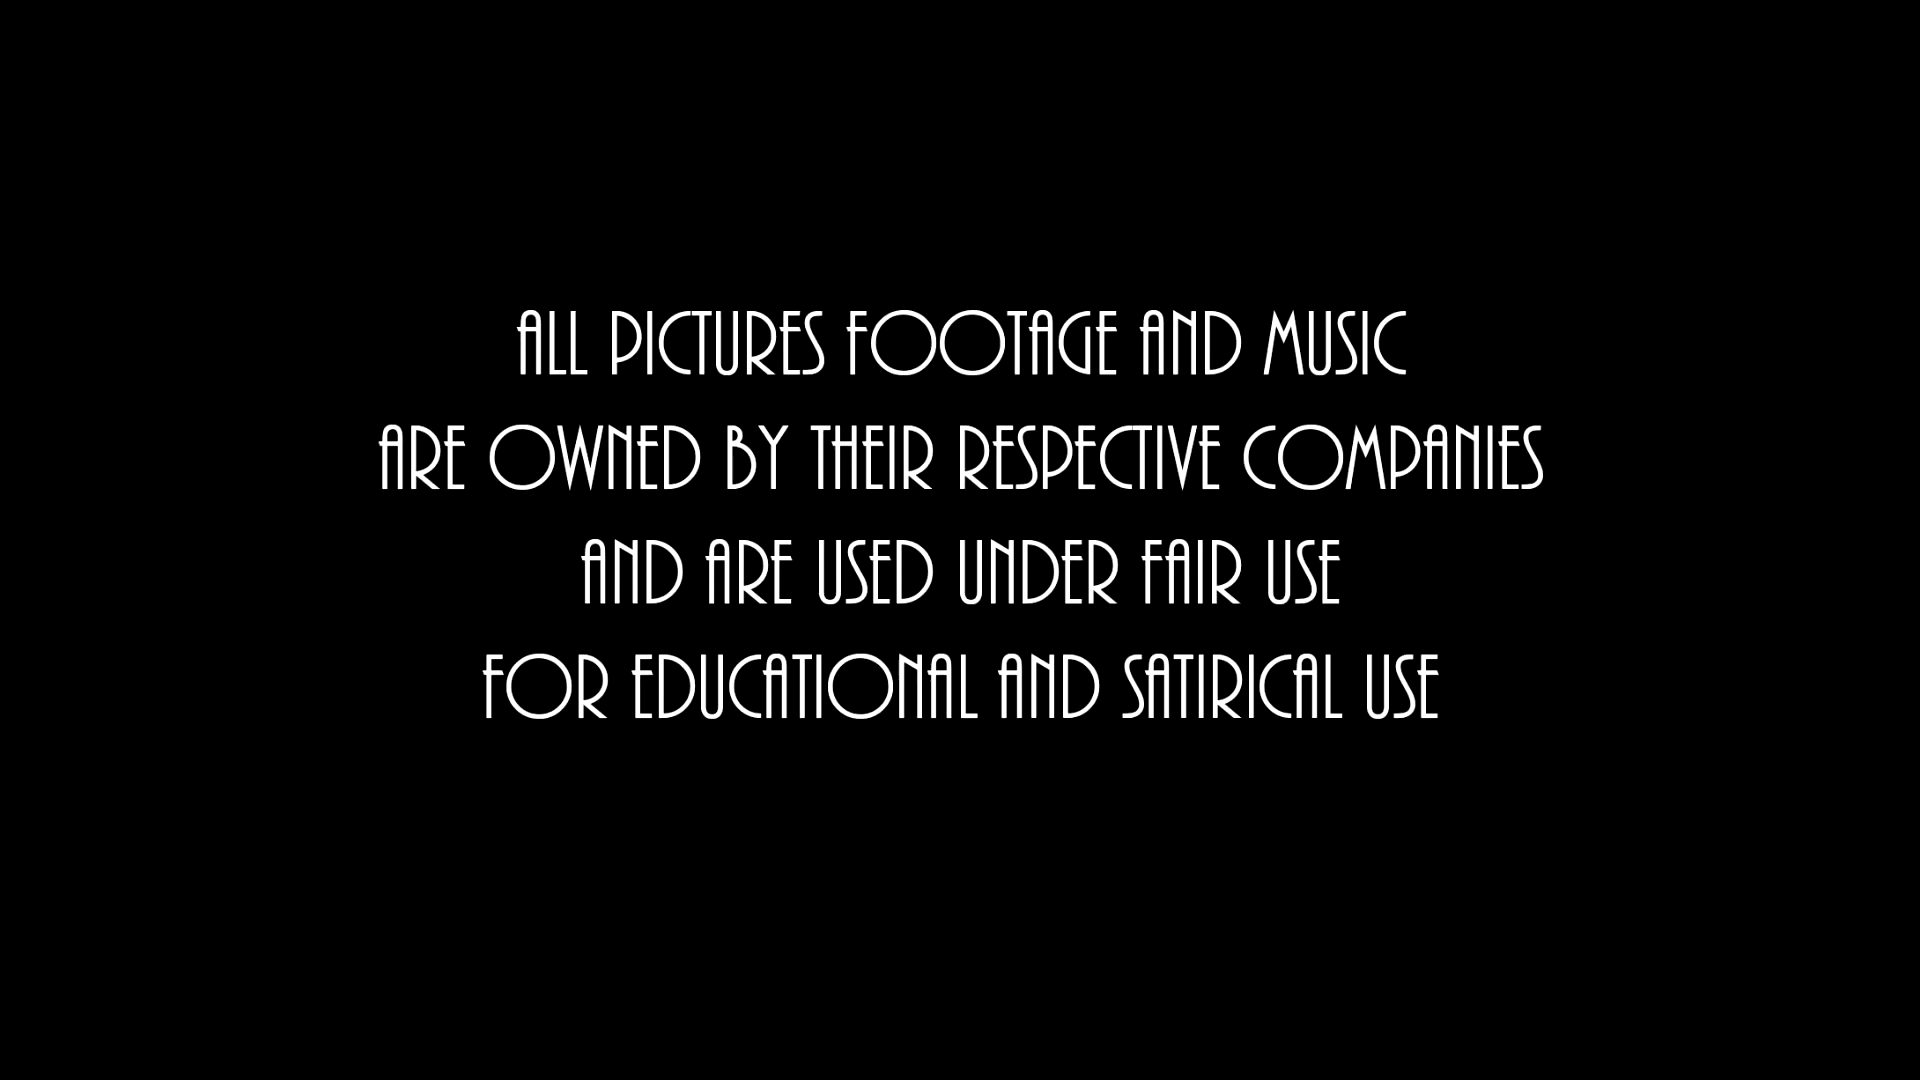 ALL PICTURES FOOTAGE AND MUSIC
ARE OWNED BY THEIR RESPECTIVE COMPANIES
AND ARE USED UNDER FAIR USE
FOR EDUCATIONAL AND SATIRICAL USE